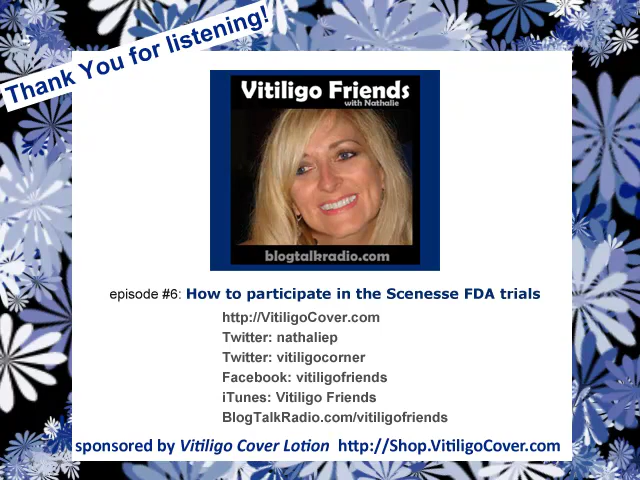 Thank You for listening!
Vitiligo Friends
with Nathalie
blogtalkradio.com
episode #6: How to participate in the Scenesse FDA trials
http://VitiligoCover.com
Twitter: nathaliep
Twitter: vitiligocorner
Facebook: vitiligofriends
iTunes: Vitiligo Friends
BlogTalkRadio.com/vitiligofriends
sponsored by Vitiligo Cover Lotion http://Shop.VitiligoCover.com